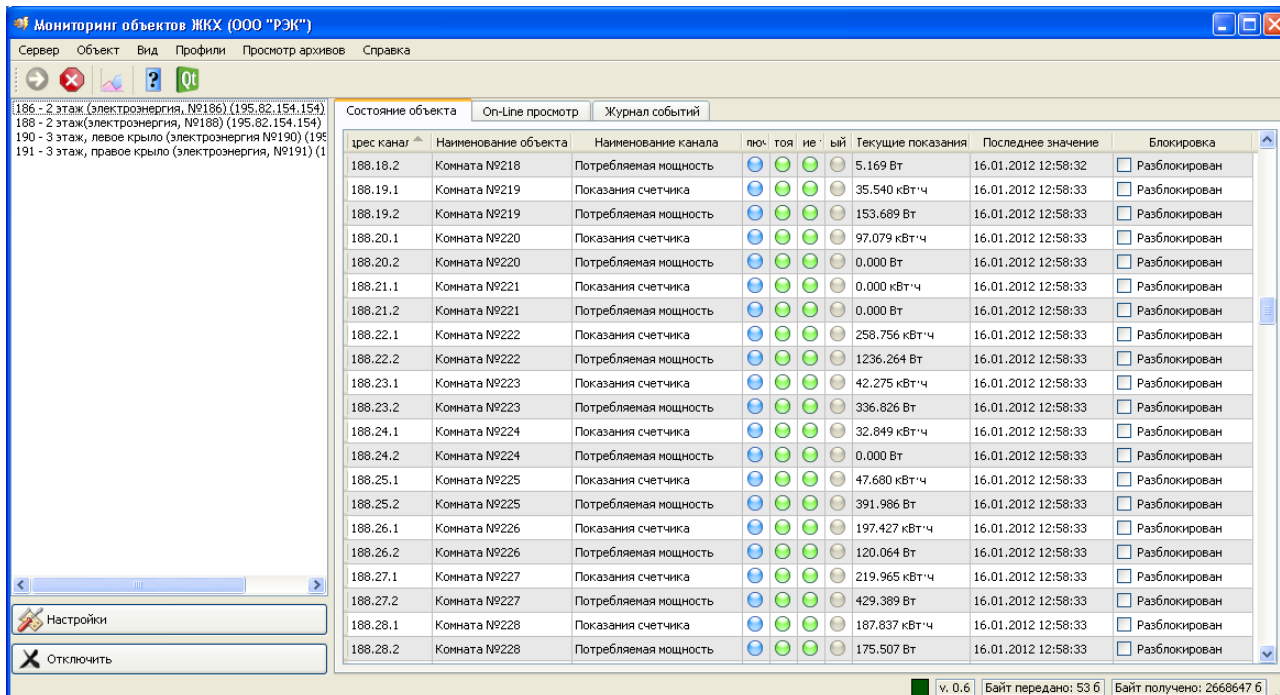 Мониторинг объектов ЖКХ (ООО "РЭК")
Сервер Объект Вид Профили Просмотр архивов Справка
? Qt
186 - 2 этаж (электроэнергия, №186) (195.82.154.154)
188 - 2 этаж(электроэнергия, №188) (195.82.154.154)
190 - 3 этаж, левое крыло (электроэнергия №190) (195
191 - 3 этаж, правое крыло (электроэнергия, №191) (1
Настройки
Отключить
Состояние объекта On-Line просмотр Журнал событий
дрес канал Наименование объекта Наименование канала люч тоя ие ый Текущие показания Последнее значение Блокировка
188.18.2 Комната №218 Потребляемая мощность 5.169 Вт 16.01.2012 12:58:32 Разблокирован
188.19.1 Комната №219 Показания счетчика 35.540 кВт·ч 16.01.2012 12:58:33 Разблокирован
188.19.2 Комната №219 Потребляемая мощность 153.689 Вт 16.01.2012 12:58:33 Разблокирован
188.20.1 Комната №220 Показания счетчика 97.079 кВт·ч 16.01.2012 12:58:33 Разблокирован
188.20.2 Комната №220 Потребляемая мощность 0.000 Вт 16.01.2012 12:58:33 Разблокирован
188.21.1 Комната №221 Показания счетчика 0.000 кВт·ч 16.01.2012 12:58:33 Разблокирован
188.21.2 Комната №221 Потребляемая мощность 0.000 Вт 16.01.2012 12:58:33 Разблокирован
188.22.1 Комната №222 Показания счетчика 258.756 кВт·ч 16.01.2012 12:58:33 Разблокирован
188.22.2 Комната №222 Потребляемая мощность 1236.264 Вт 16.01.2012 12:58:33 Разблокирован
188.23.1 Комната №223 Показания счетчика 42.275 кВт·ч 16.01.2012 12:58:33 Разблокирован
188.23.2 Комната №223 Потребляемая мощность 336.826 Вт 16.01.2012 12:58:33 Разблокирован
188.24.1 Комната №224 Показания счетчика 32.849 кВт·ч 16.01.2012 12:58:33 Разблокирован
188.24.2 Комната №224 Потребляемая мощность 0.000 Вт 16.01.2012 12:58:33 Разблокирован
188.25.1 Комната №225 Показания счетчика 47.680 кВт·ч 16.01.2012 12:58:33 Разблокирован
188.25.2 Комната №225 Потребляемая мощность 391.986 Вт 16.01.2012 12:58:33 Разблокирован
188.26.1 Комната №226 Показания счетчика 197.427 кВт·ч 16.01.2012 12:58:33 Разблокирован
188.26.2 Комната №226 Потребляемая мощность 120.064 Вт 16.01.2012 12:58:33 Разблокирован
188.27.1 Комната №227 Показания счетчика 219.965 кВт·ч 16.01.2012 12:58:33 Разблокирован
188.27.2 Комната №227 Потребляемая мощность 429.389 Вт 16.01.2012 12:58:33 Разблокирован
188.28.1 Комната №228 Показания счетчика 187.837 кВт·ч 16.01.2012 12:58:33 Разблокирован
188.28.2 Комната №228 Потребляемая мощность 175.507 Вт 16.01.2012 12:58:33 Разблокирован
v. 0.6 Байт передано: 53 б Байт получено: 2668647 б